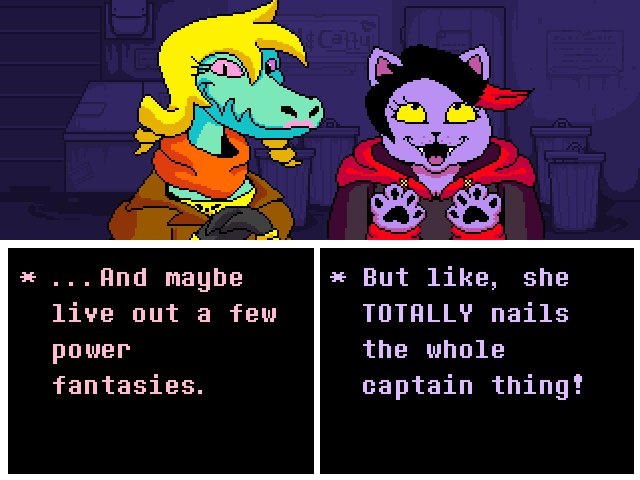 * ...And maybe
live out a few
power
fantasies.
* But like, she
TOTALLY nails
the whole
captain thing!